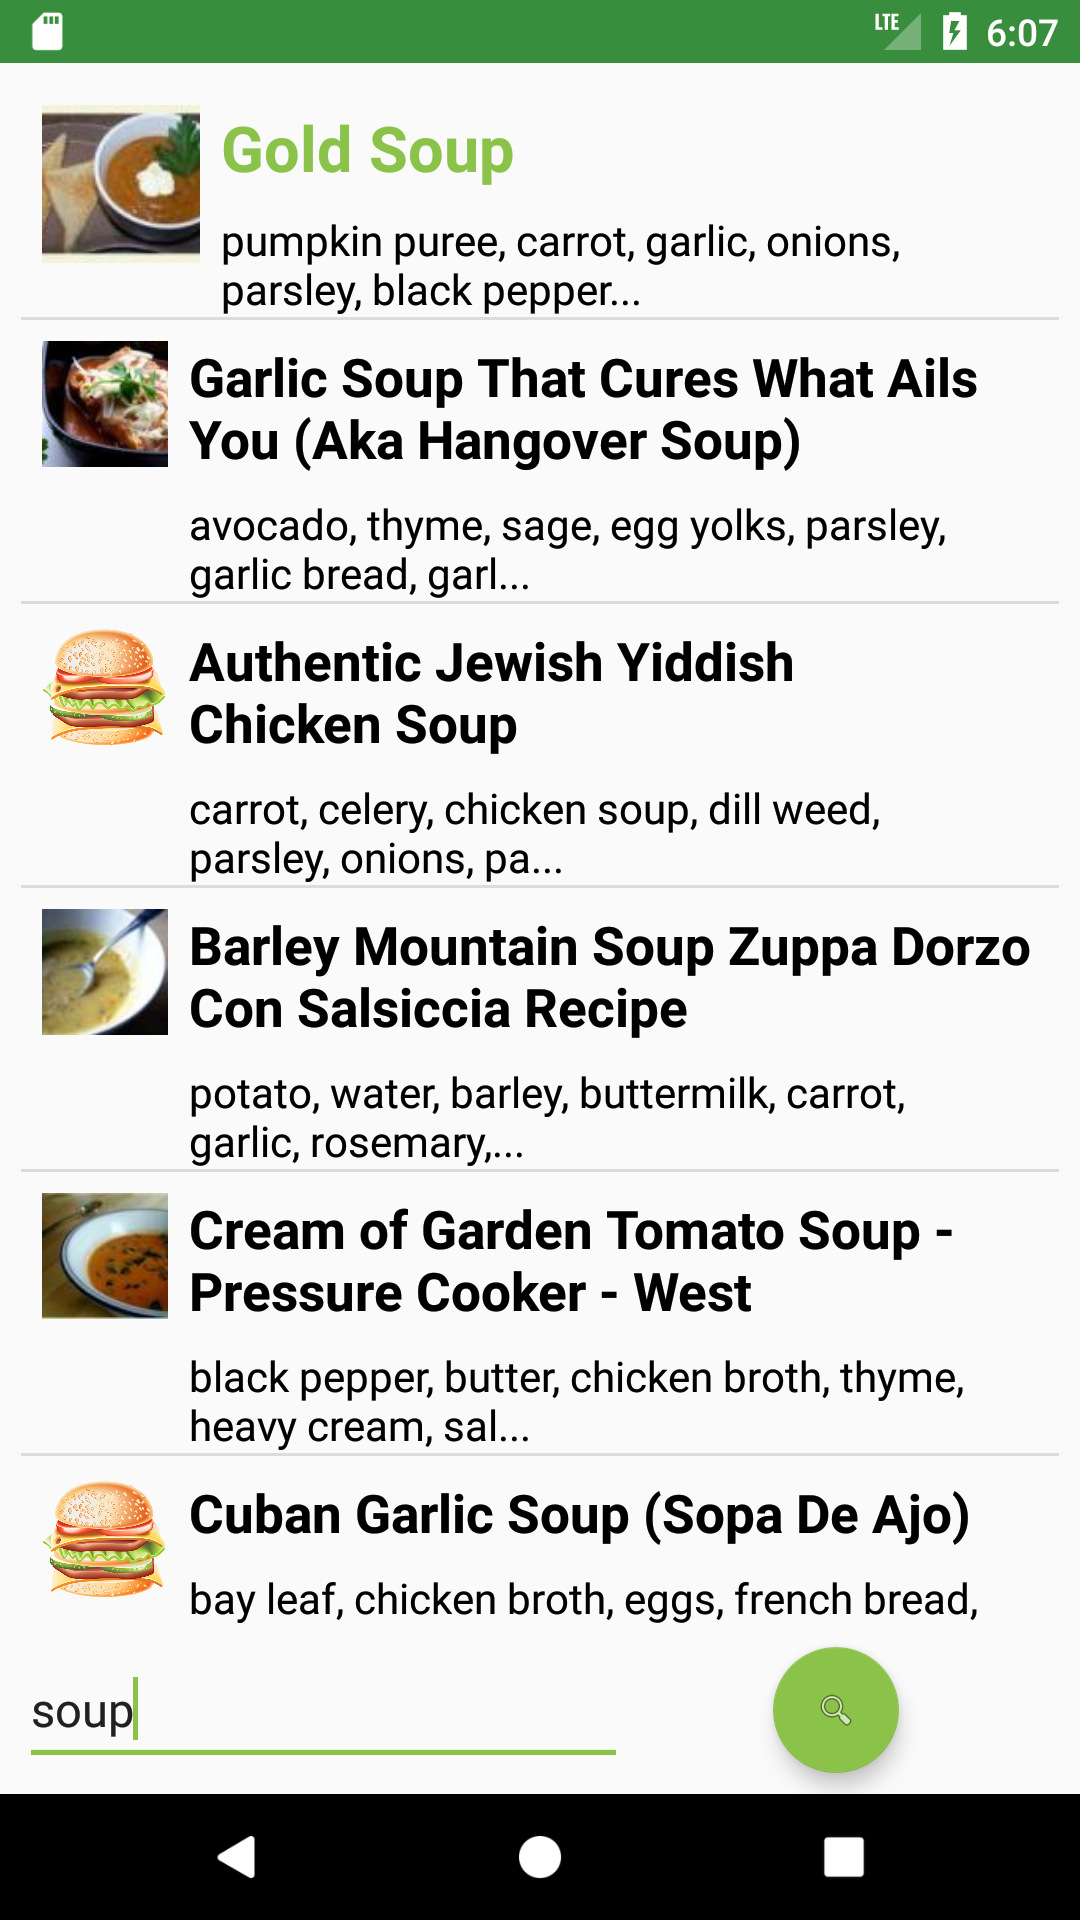 LTE 6:07
Gold Soup
pumpkin puree, carrot, garlic, onions,
parsley, black pepper...
Garlic Soup That Cures What Ails
You (Aka Hangover Soup)
avocado, thyme, sage, egg yolks, parsley,
garlic bread, garl...
Authentic Jewish Yiddish
Chicken Soup
carrot, celery, chicken soup, dill weed,
parsley, onions, pa...
Barley Mountain Soup Zuppa Dorzo
Con Salsiccia Recipe
potato, water, barley, buttermilk, carrot,
garlic, rosemary,...
Cream of Garden Tomato Soup -
Pressure Cooker - West
black pepper, butter, chicken broth, thyme,
heavy cream, sal...
Cuban Garlic Soup (Sopa De Ajo)
bay leaf, chicken broth, eggs, french bread,
soup